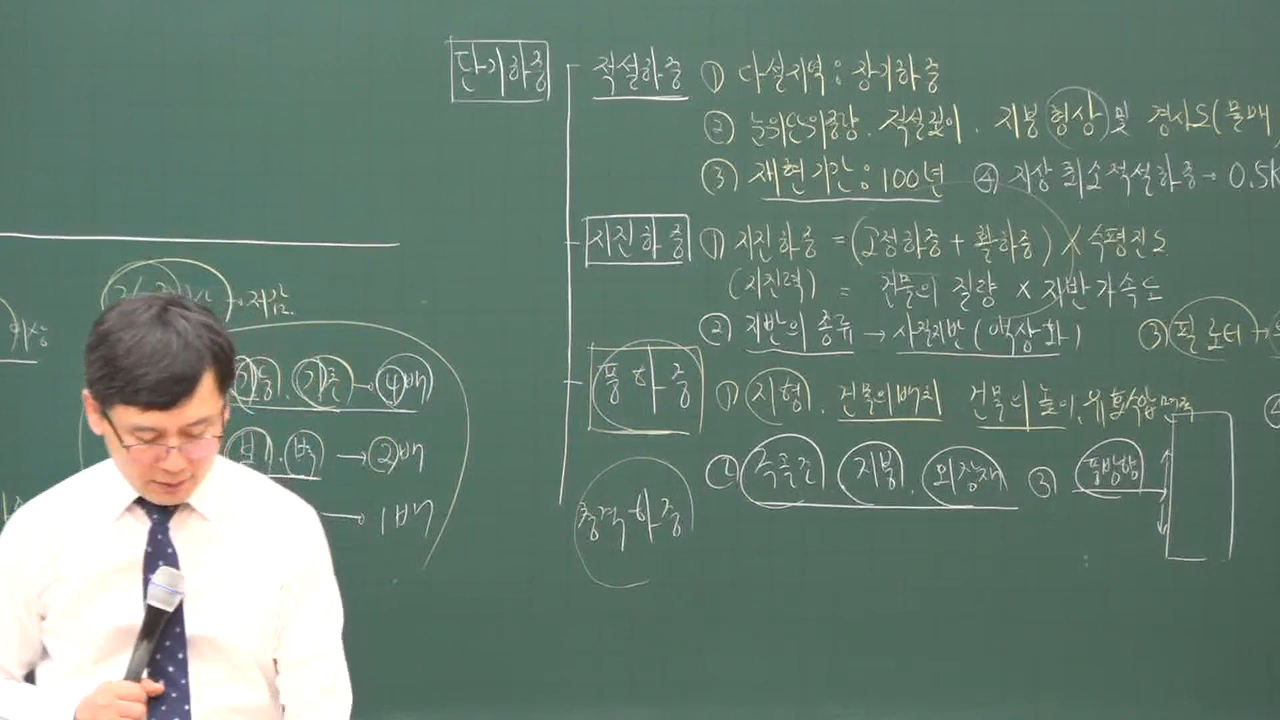 단기하중
적설하중 ① 다설지역 : 장기하중
② 눈의 단위중량. 적설깊이. 지붕형상 및 경사도(물매
③ 재현기간 : 100년 ④ 지상 최소적설하중 → 0.5k
지진하중 ① 지진하중 = (고정하중 + 활하중) × 수평진도
(지진력) = 건물의 질량 × 지반가속도
② 지반의 종류 → 사질지반 (액상화) ③ 필로티
풍하중 ① 지형. 건물의 배치 건물의 높이.
② 지붕. 외장재 ③ 풍방향
충격하중
→ 4배
→ 2배
→ 1배